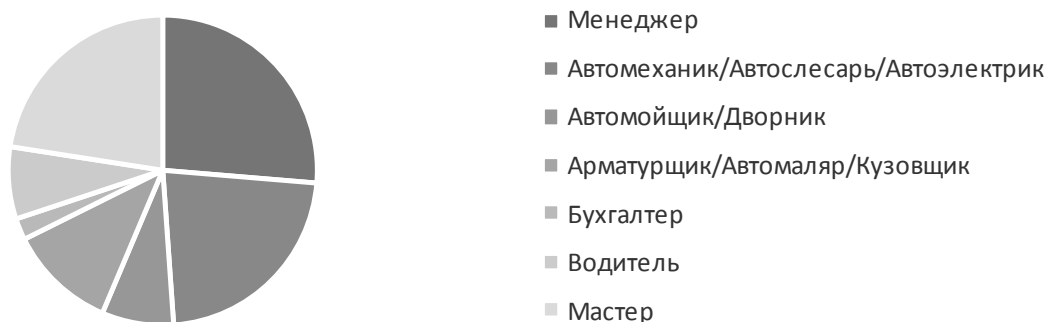 Менеджер
Автомеханик/Автослесарь/Автоэлектрик
Автомойщик/Дворник
Арматурщик/Автомаляр/Кузовщик
Бухгалтер
Водитель
Мастер